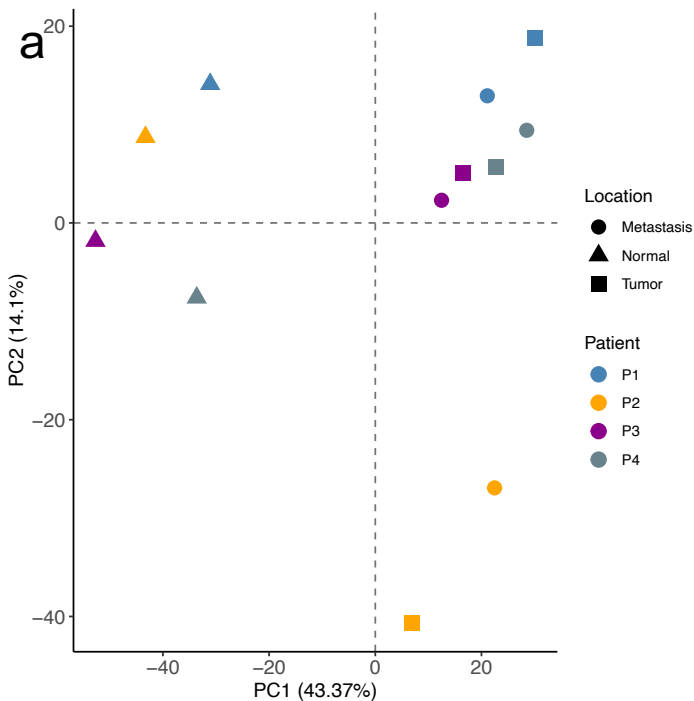 a
20
0
−20
−40
PC2 (14.1%)
−40
−20
0
20
PC1 (43.37%)
Location
Metastasis
Normal
Tumor
Patient
P1
P2
P3
P4